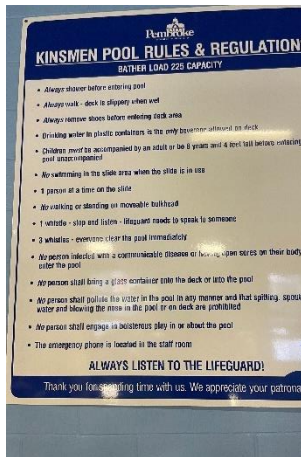 Pembroke
KINSMEN POOL RULES & REGULATION
BATHER LOAD 225 CAPACITY
• Always shower before entering pool
• Always walk - deck is slippery when wet
• Always remove shoes before entering deck area
• Drinking water in plastic containers is the only beverage allowed on deck
• Children must be accompanied by an adult or be 8 years and 4 feet tall before entering
pool unaccompanied
• No swimming in the slide area when the slide is in use
• 1 person at a time on the slide
• No walking or standing on moveable bulkhead
• 1 whistle - stop and listen - lifeguard needs to speak to someone
• 3 whistles - everyone clear the pool immediately
• No person infected with a communicable disease or having open sores on their body
enter the pool
• No person shall bring a glass container onto the deck or into the pool
• No person shall pollute the water in the pool in any manner and that spitting, spou
water and blowing the nose in the pool or on deck are prohibited
• No person shall engage in boisterous play in or about the pool
• The emergency phone is located in the staff room
ALWAYS LISTEN TO THE LIFEGUARD!
Thank you for spending time with us. We appreciate your patrona